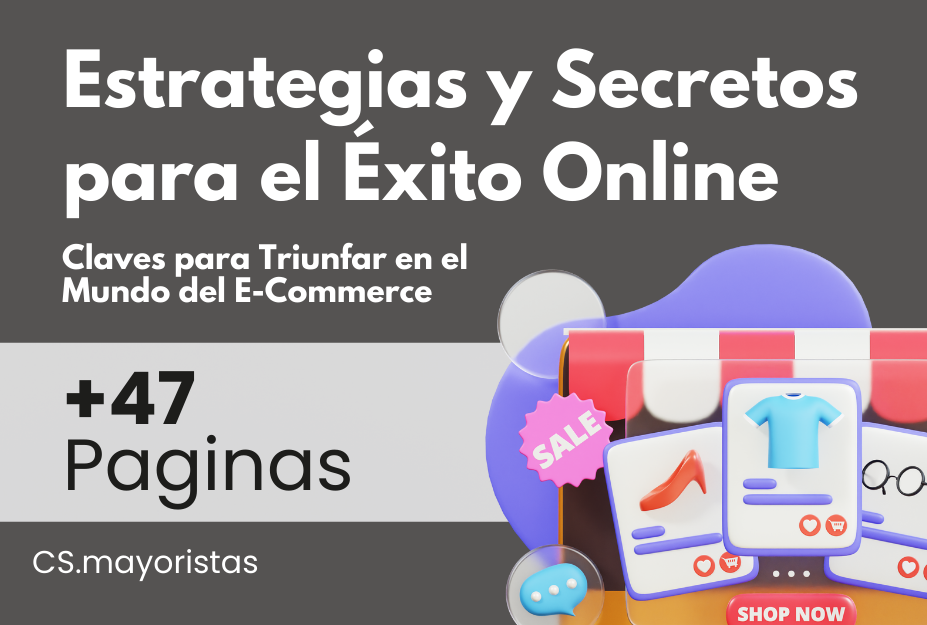 Estrategias y Secretos
para el Éxito Online
Claves para Triunfar en el
Mundo del E-Commerce
+47
Paginas
SALE
CS.mayoristas
SHOP NOW